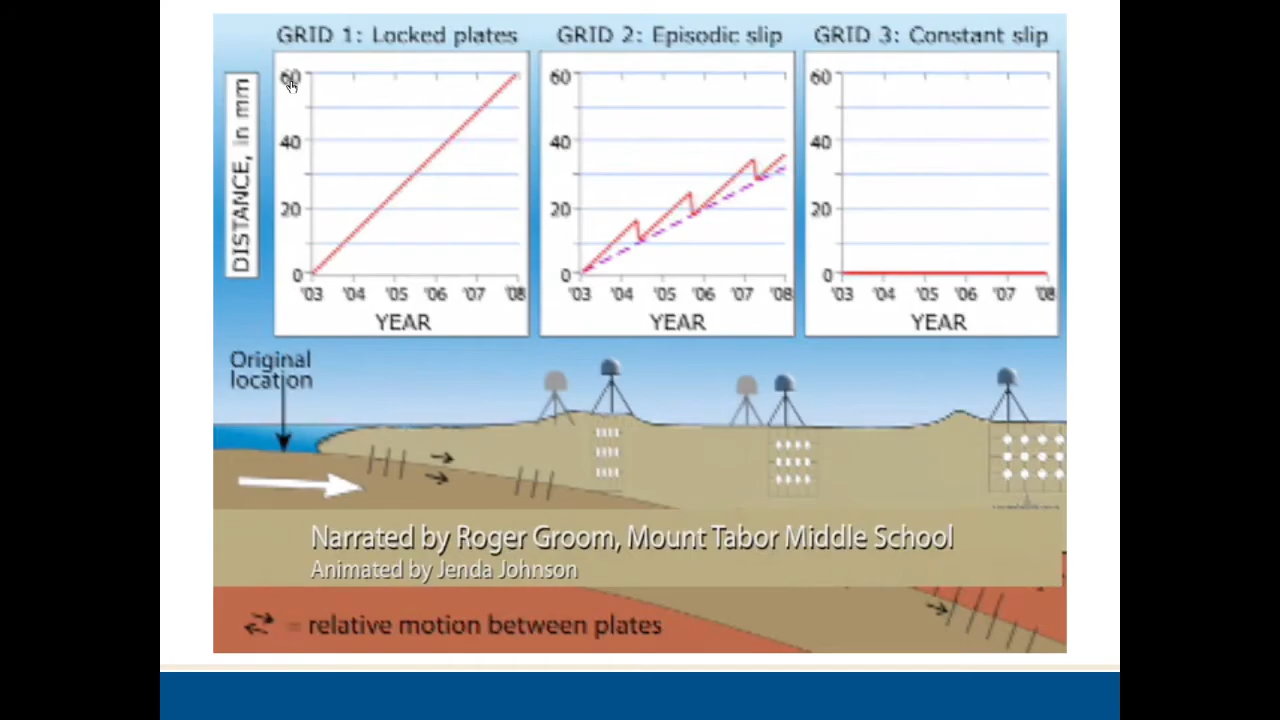 GRID 1: Locked plates
GRID 2: Episodic slip
GRID 3: Constant slip
DISTANCE, in mm
60
40
20
0
'03 '04 '05 '06 '07 '08
YEAR
60
40
20
0
'03 '04 '05 '06 '07 '08
YEAR
60
40
20
0
'03 '04 '05 '06 '07 '08
YEAR
Original
location
Narrated by Roger Groom, Mount Tabor Middle School
Animated by Jenda Johnson
= relative motion between plates